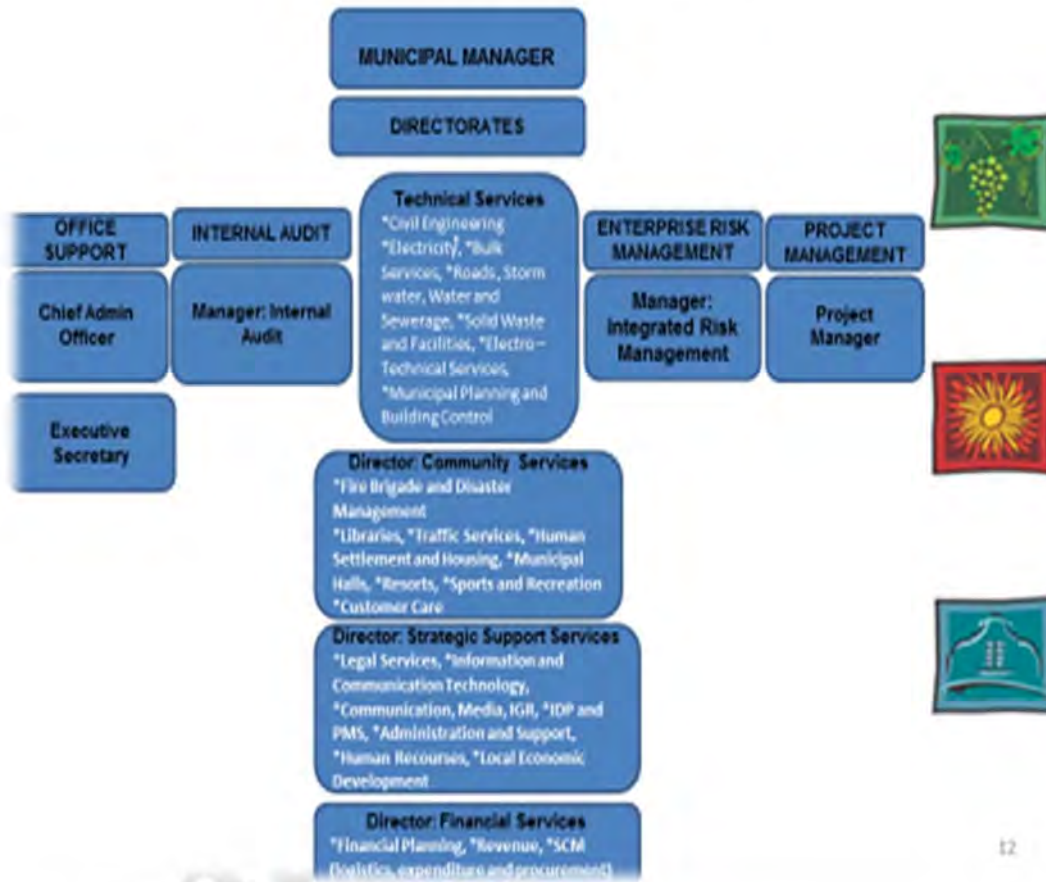 MUNICIPAL MANAGER
DIRECTORATES
OFFICE
SUPPORT
Chief Admin
Officer
Executive
Secretary
INTERNAL AUDIT
Manager: Internal
Audit
Technical Services
*Civil Engineering
*Electricity, *Bulk
Services, *Roads, Storm
water, Water and
Sewerage, *Solid Waste
and Facilities, *Electro–
Technical Services,
*Municipal Planning and
Building Control
ENTERPRISE RISK
MANAGEMENT
Manager:
Integrated Risk
Management
PROJECT
MANAGEMENT
Project
Manager
Director: Community Services
*Fire Brigade and Disaster
Management
*Libraries, *Traffic Services, *Human
Settlement and Housing, *Municipal
Halls, *Resorts, *Sports and Recreation
*Customer Care
Director: Strategic Support Services
*Legal Services, *Information and
Communication Technology,
*Communication, Media, IGR, *IDP and
PMS, *Administration and Support,
*Human Recourses, *Local Economic
Development
Director: Financial Services
*Financial Planning, *Revenue, *SCM
(logistics, expenditure and procurement)
12